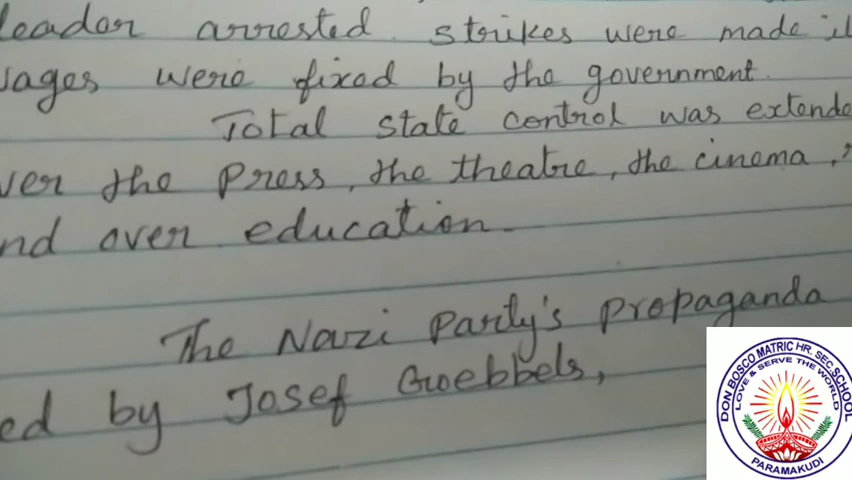 leader arrested. strikes were made il
wages were fixed by the government.
Total state control was extende
ver the Press, the theatre, the cinema,
nd over education.
The Nazi Party's propaganda
ed by Josef Goebbels,
DON BOSCO MATRIC HR. SEC. SCHOOL
LOVE & SERVE THE WORLD
PARAMAKUDI